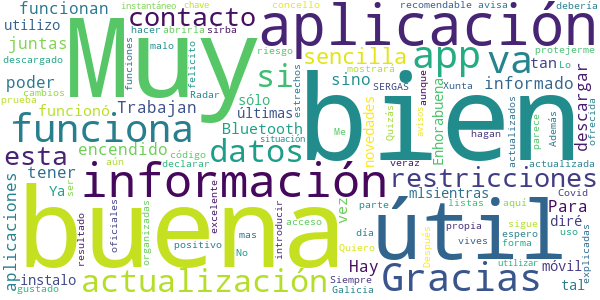 funcionan
instantáneo
chave
concello
recomendable
avisa
debería
utilizo
contacto
hacer
abrirla
sirba
aplicación
juntas
descargado
funciones
malo
felicito
riesgo
protejerme
poder
prueba
cambios
Muy
si
sencilla
app
va
tan
Lo
mostrará
estrechos
SERGAS
aunque
Xunta
informado
descargar
funcionó
Trabajan
Radar
sólo
sino
bien
Enhorabuena
hagan
funciona
Bluetooth
últimas
novedades
Quizás
avisos
actualizados
parece
Además
ofrecida
esta
encendido
datos
situación
Me
veraz
actualizada
aplicaciones
tener
aún
código
declarar
información
restricciones
Ya
ser
excelente
vez
mlsientras
Para
Covid
buena
útil
diré
instalo
resultado
oficiales
organizadas
positivo
mas
No
introducir
acceso
parte
día
Quiero
listas
aquí
propia
vives
sigue
espero
forma
uso
utilizar
explicadas
gustado
actualización
Siempre
Galicia
Hay
Después
Gracias
móvil
tal